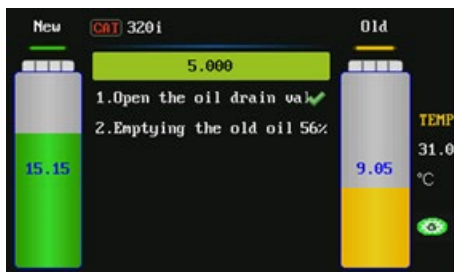 New CAT 320i Old
5.000
1.Open the oil drain val
2.Emptying the old oil 56%
TEMP
31.0
15.15 9.05
°C